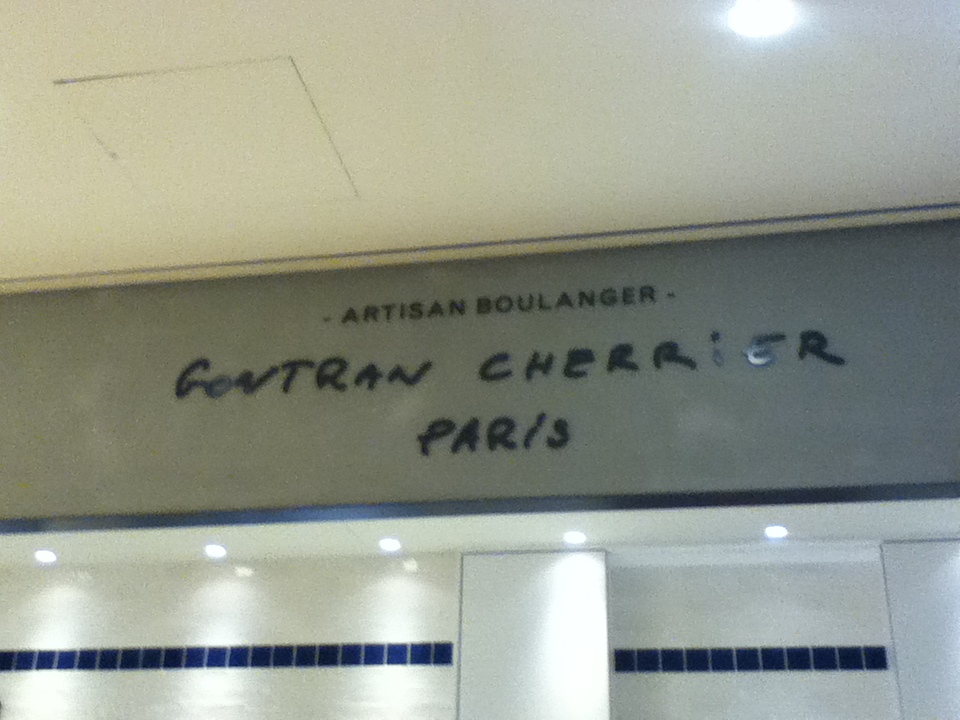 - ARTISAN BOULANGER -
GONTRAN CHERRiER
PARIS